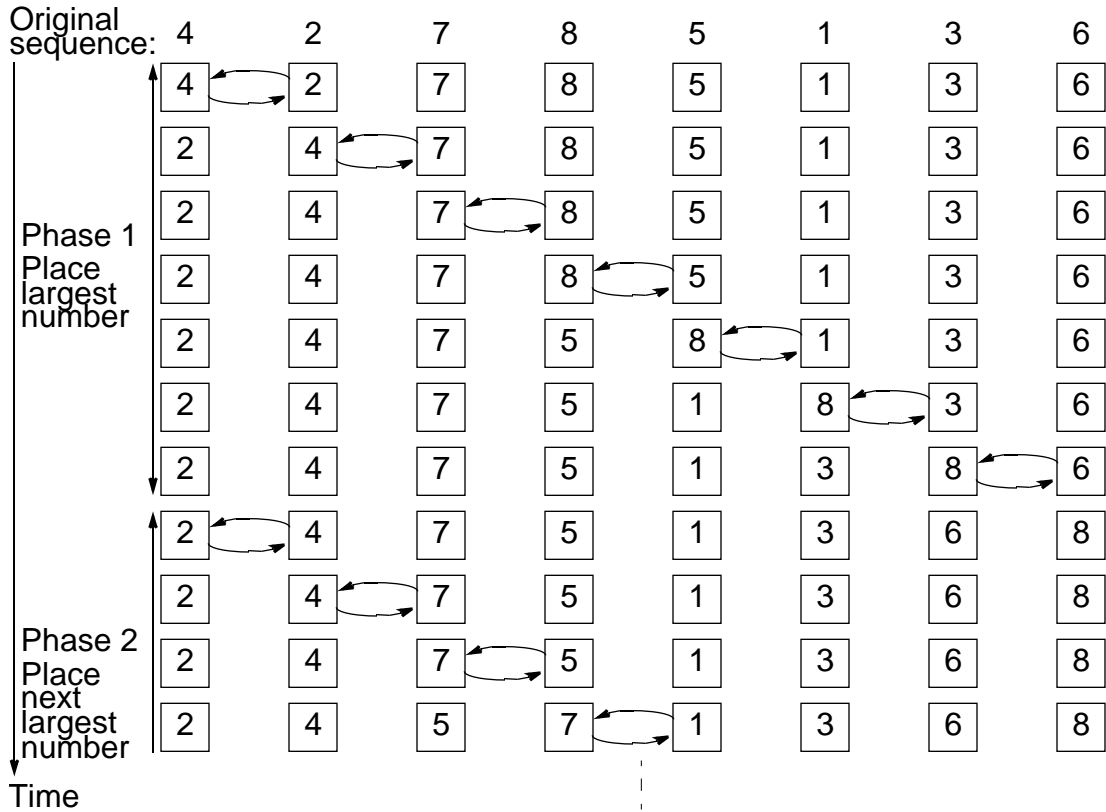 Original
sequence: 4 2 7 8 5 1 3 6
4 2 7 8 5 1 3 6
2 4 7 8 5 1 3 6
2 4 7 8 5 1 3 6
Phase 1
Place
largest
number
2 4 7 8 5 1 3 6
2 4 7 5 8 1 3 6
2 4 7 5 1 8 3 6
2 4 7 5 1 3 8 6
2 4 7 5 1 3 6 8
2 4 7 5 1 3 6 8
Phase 2
Place
next
largest
number
2 4 7 5 1 3 6 8
2 4 5 7 1 3 6 8
Time